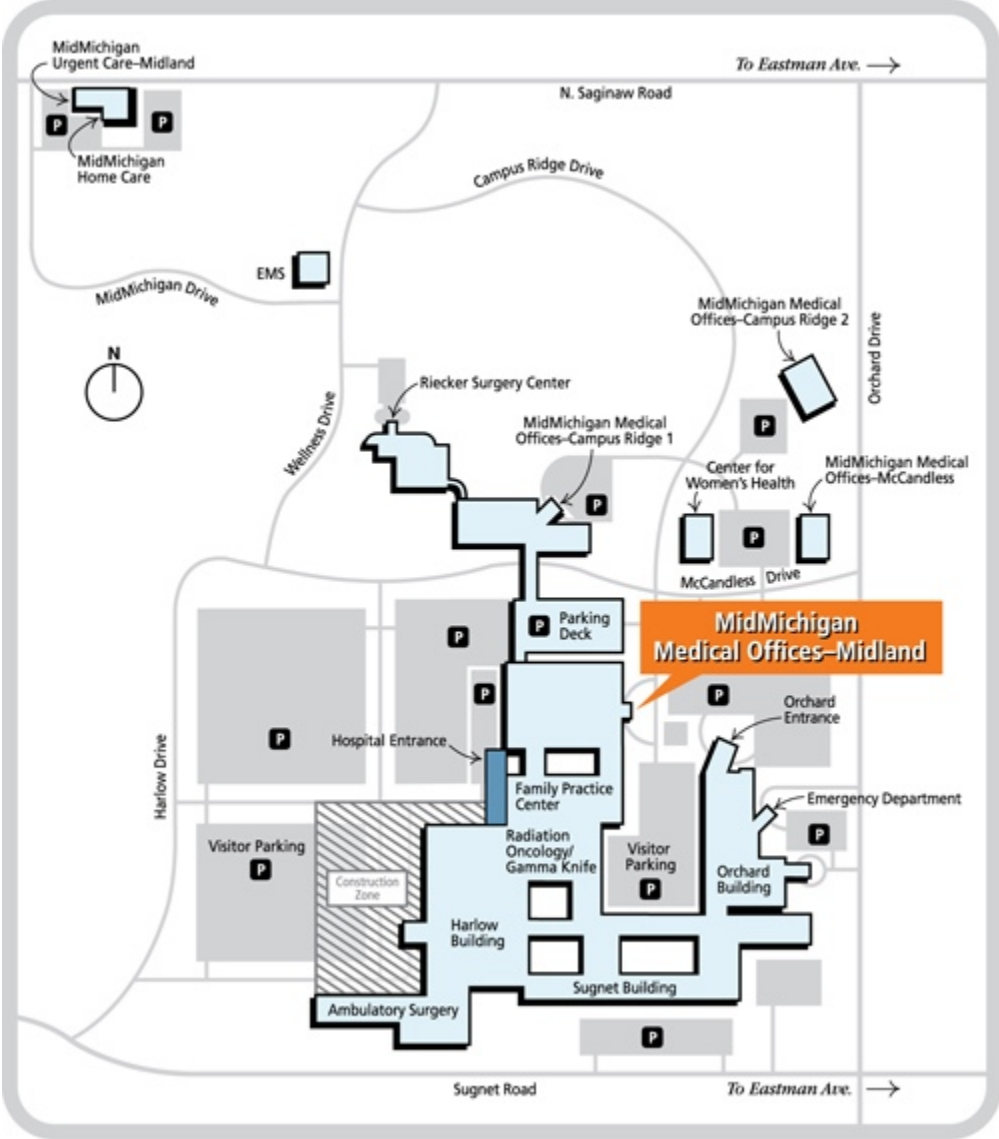 MidMichigan
Urgent Care–Midland
To Eastman Ave.
N. Saginaw Road
P
P
MidMichigan
Home Care
Campus Ridge Drive
EMS
MidMichigan Drive
MidMichigan Medical
Offices–Campus Ridge 2
Orchard Drive
N
Riecker Surgery Center
Wellness Drive
MidMichigan Medical
Offices–Campus Ridge 1
P
Center for
Women's Health
MidMichigan Medical
Offices–McCandless
P
P
McCandless Drive
P
Parking
Deck
P
MidMichigan
Medical Offices–Midland
P
P
Orchard
Entrance
P
Hospital Entrance
Harlow Drive
Family Practice
Center
Emergency Department
P
Visitor Parking
P
Radiation
Oncology/
Gamma Knife
Visitor
Parking
P
Orchard
Building
Construction
Zone
Harlow
Building
Sugnet Building
Ambulatory Surgery
P
Sugnet Road
To Eastman Ave.